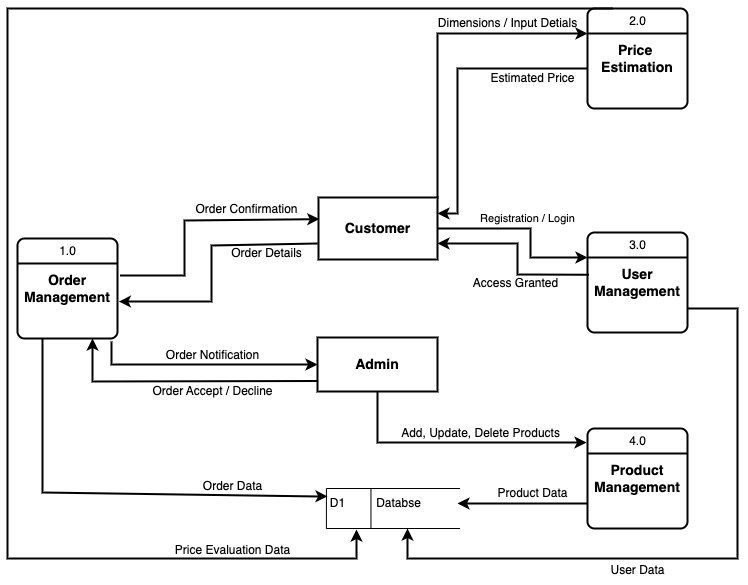 Dimensions / Input Detials
2.0
Price
Estimation
Estimated Price
Order Confirmation
Customer
Registration / Login
Order Details
1.0
Order
Management
3.0
User
Management
Access Granted
Order Notification
Admin
Order Accept / Decline
Add, Update, Delete Products
4.0
Product
Management
Order Data
D1
Databse
Product Data
Price Evaluation Data
User Data